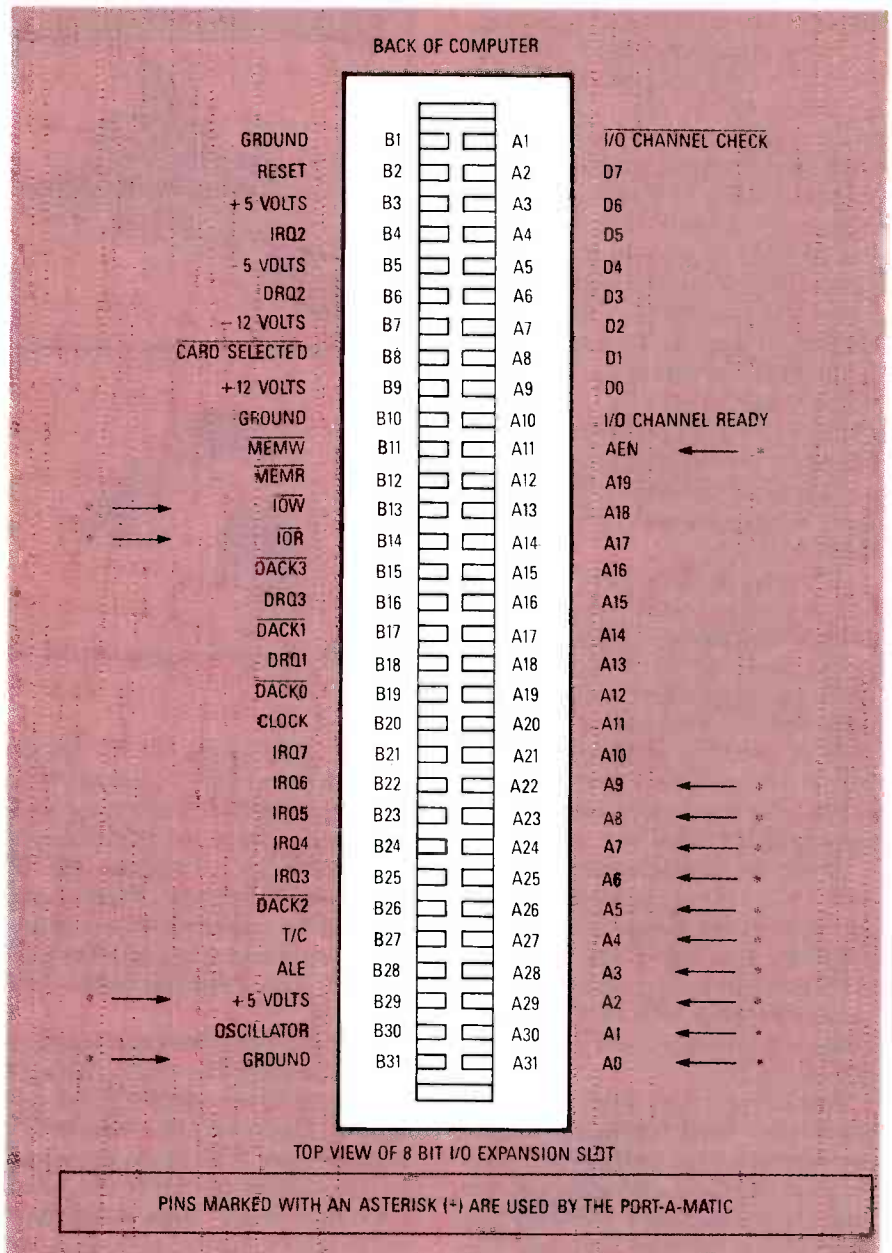 BACK OF COMPUTER
GROUND B1 A1 I/O CHANNEL CHECK
RESET B2 A2 D7
+ 5 VOLTS B3 A3 D6
IRQ2 B4 A4 D5
- 5 VOLTS B5 A5 D4
DRQ2 B6 A6 D3
- 12 VOLTS B7 A7 D2
CARD SELECTED B8 A8 D1
+12 VOLTS B9 A9 D0
GROUND B10 A10 I/O CHANNEL READY
MEMW B11 A11 AEN *
MEMR B12 A12 A19
* IOW B13 A13 A18
* IOR B14 A14 A17
DACK3 B15 A15 A16
DRQ3 B16 A16 A15
DACK1 B17 A17 A14
DRQ1 B18 A18 A13
DACK0 B19 A19 A12
CLOCK B20 A20 A11
IRQ7 B21 A21 A10
IRQ6 B22 A22 A9 *
IRQ5 B23 A23 A8 *
IRQ4 B24 A24 A7 *
IRQ3 B25 A25 A6 *
DACK2 B26 A26 A5 *
T/C B27 A27 A4 *
ALE B28 A28 A3 *
* + 5 VOLTS B29 A29 A2 *
OSCILLATOR B30 A30 A1 *
* GROUND B31 A31 A0 *
TOP VIEW OF 8 BIT I/O EXPANSION SLOT
PINS MARKED WITH AN ASTERISK (*) ARE USED BY THE PORT-A-MATIC